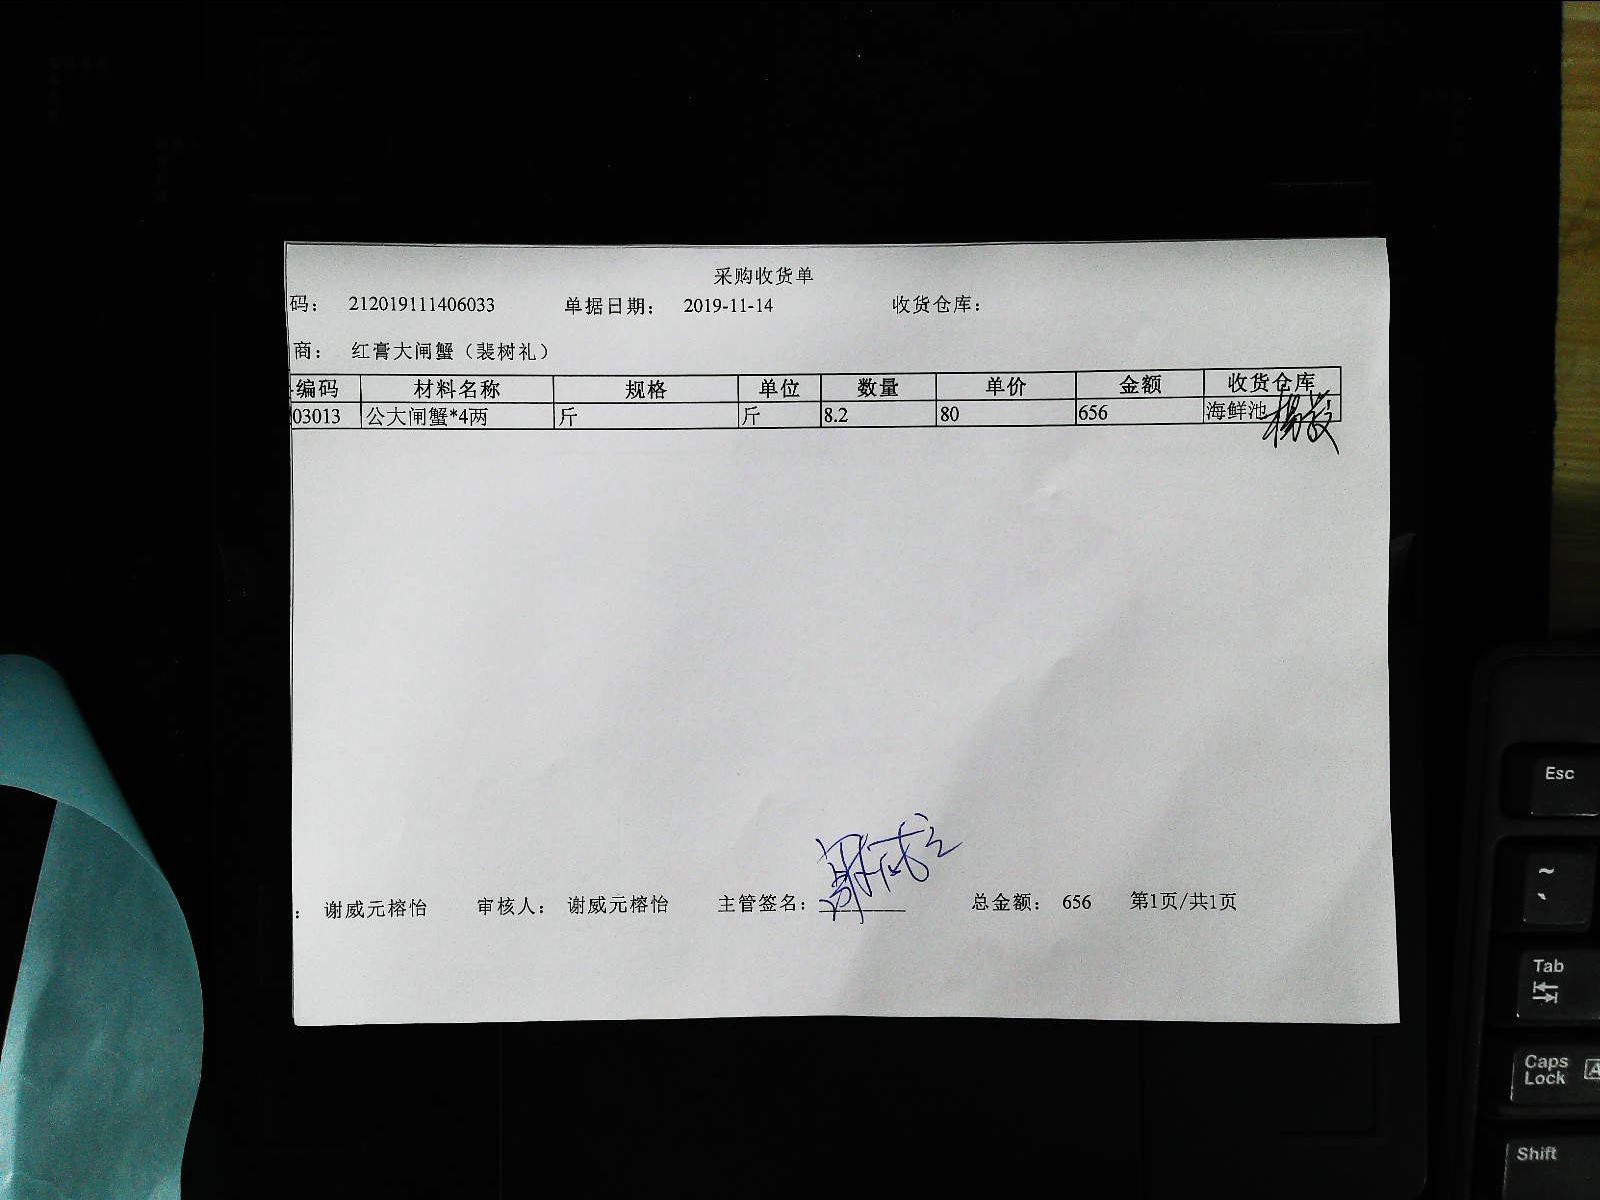 采购收货单
码： 212019111406033 单据日期： 2019-11-14 收货仓库：
商： 红膏大闸蟹（裴树礼）
编码 材料名称 规格 单位 数量 单价 金额 收货仓库
03013 公大闸蟹*4两 斤 斤 8.2 80 656 海鲜池
： 谢威元榕怡 审核人： 谢威元榕怡 主管签名： 总金额： 656 第1页/共1页
Esc
~
`
Tab
Caps Lock A
Shift